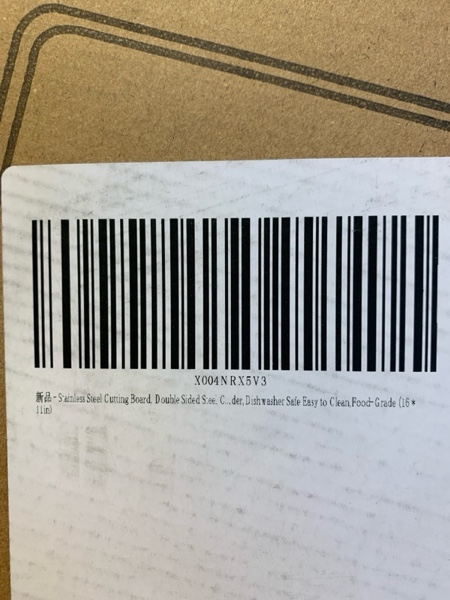 X004NRX5V3
新品 - Stainless Steel Cutting Board, Double Sided Steel C...der,Dishwasher Safe Easy to Clean,Food-Grade (16*
11in)